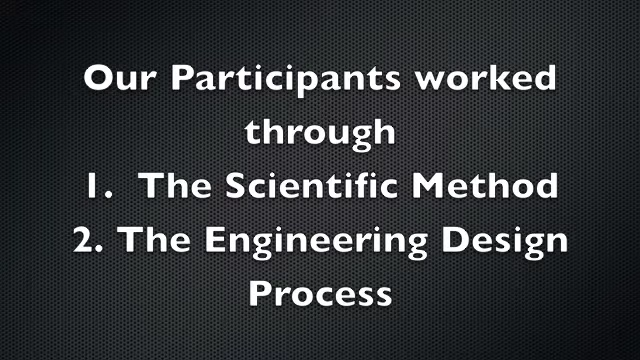 Our Participants worked
through
1. The Scientific Method
2. The Engineering Design
Process